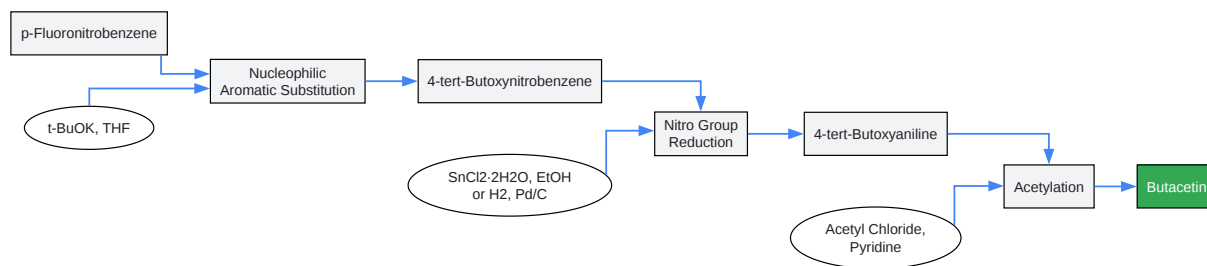 p-Fluoronitrobenzene
Nucleophilic
Aromatic Substitution
t-BuOK, THF
4-tert-Butoxynitrobenzene
Nitro Group
Reduction
SnCl2·2H2O, EtOH
or H2, Pd/C
4-tert-Butoxyaniline
Acetylation
Acetyl Chloride,
Pyridine
Butacetin